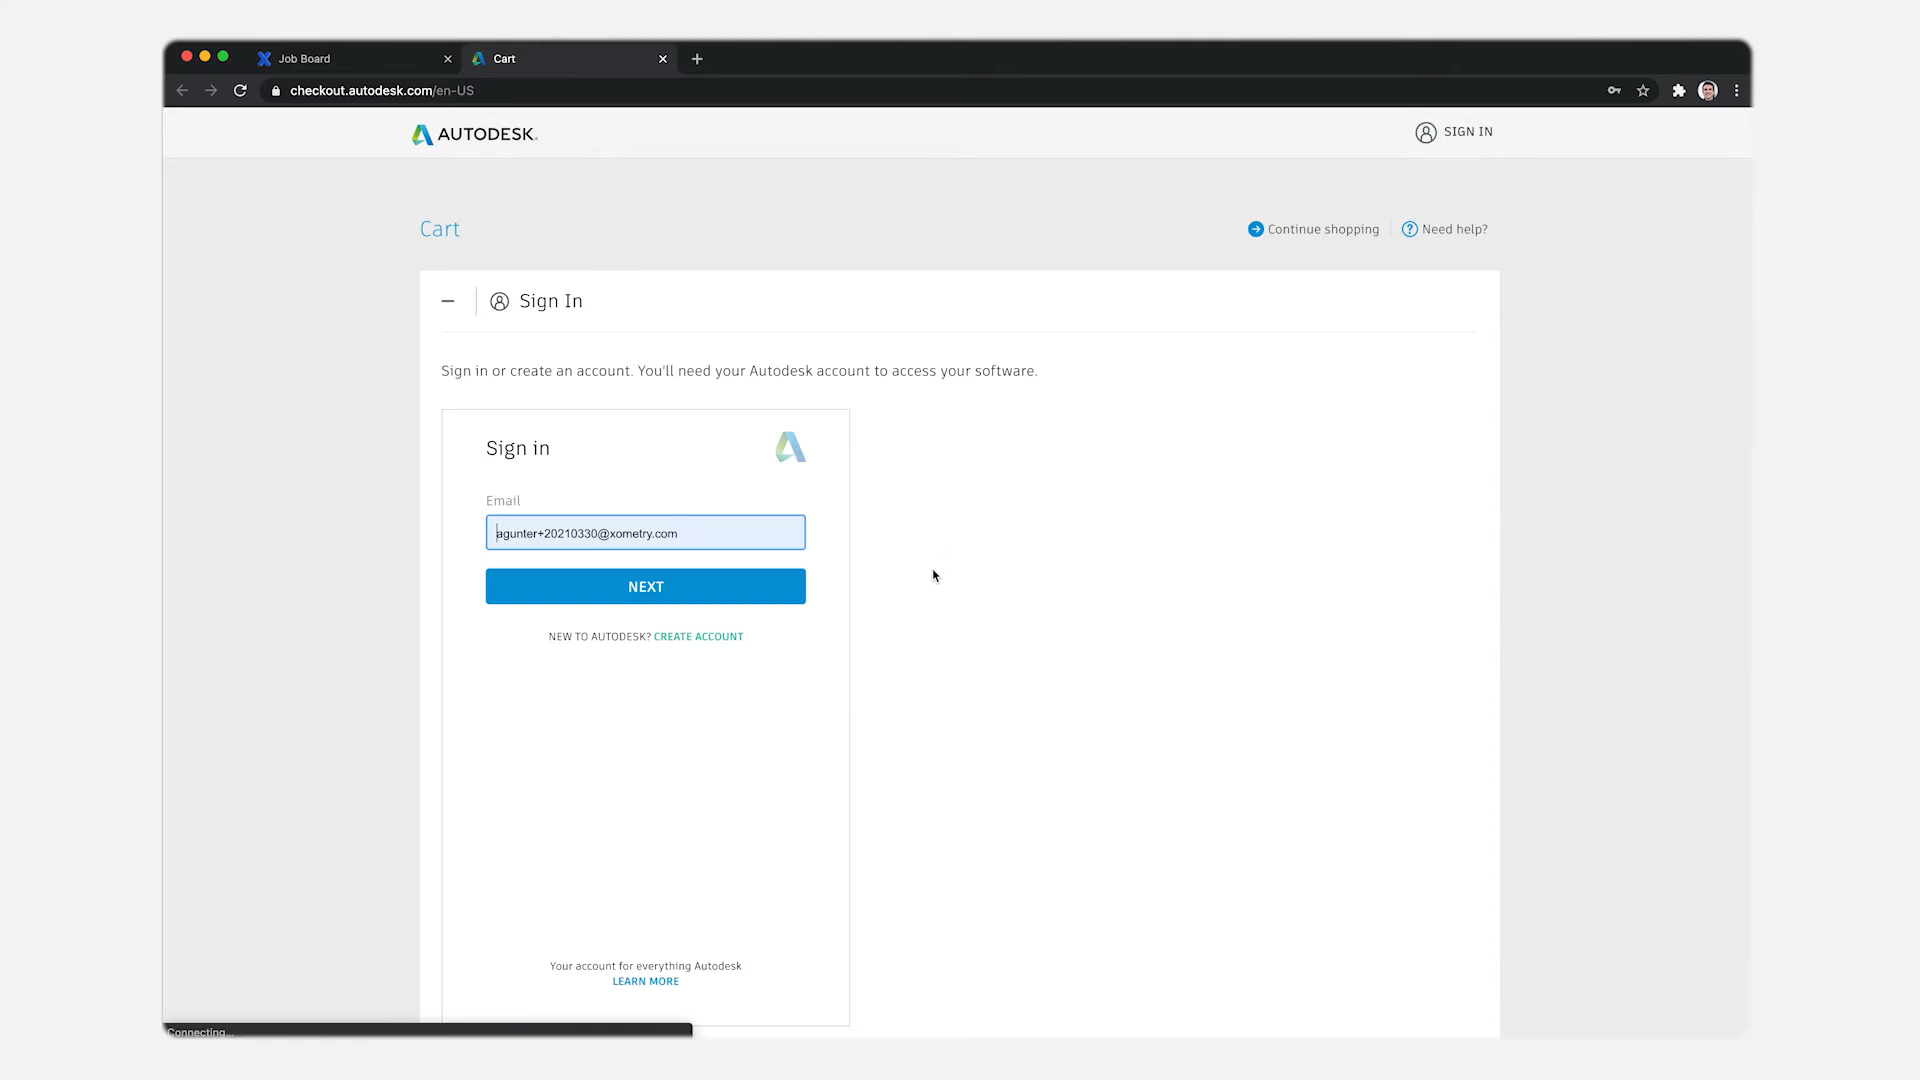 Job Board
Cart
checkout.autodesk.com/en-US
AUTODESK.
SIGN IN
Cart
Continue shopping
Need help?
Sign In
Sign in or create an account. You'll need your Autodesk account to access your software.
Sign in
Email
agunter+20210330@xometry.com
NEXT
NEW TO AUTODESK? CREATE ACCOUNT
Your account for everything Autodesk
LEARN MORE
Connecting...